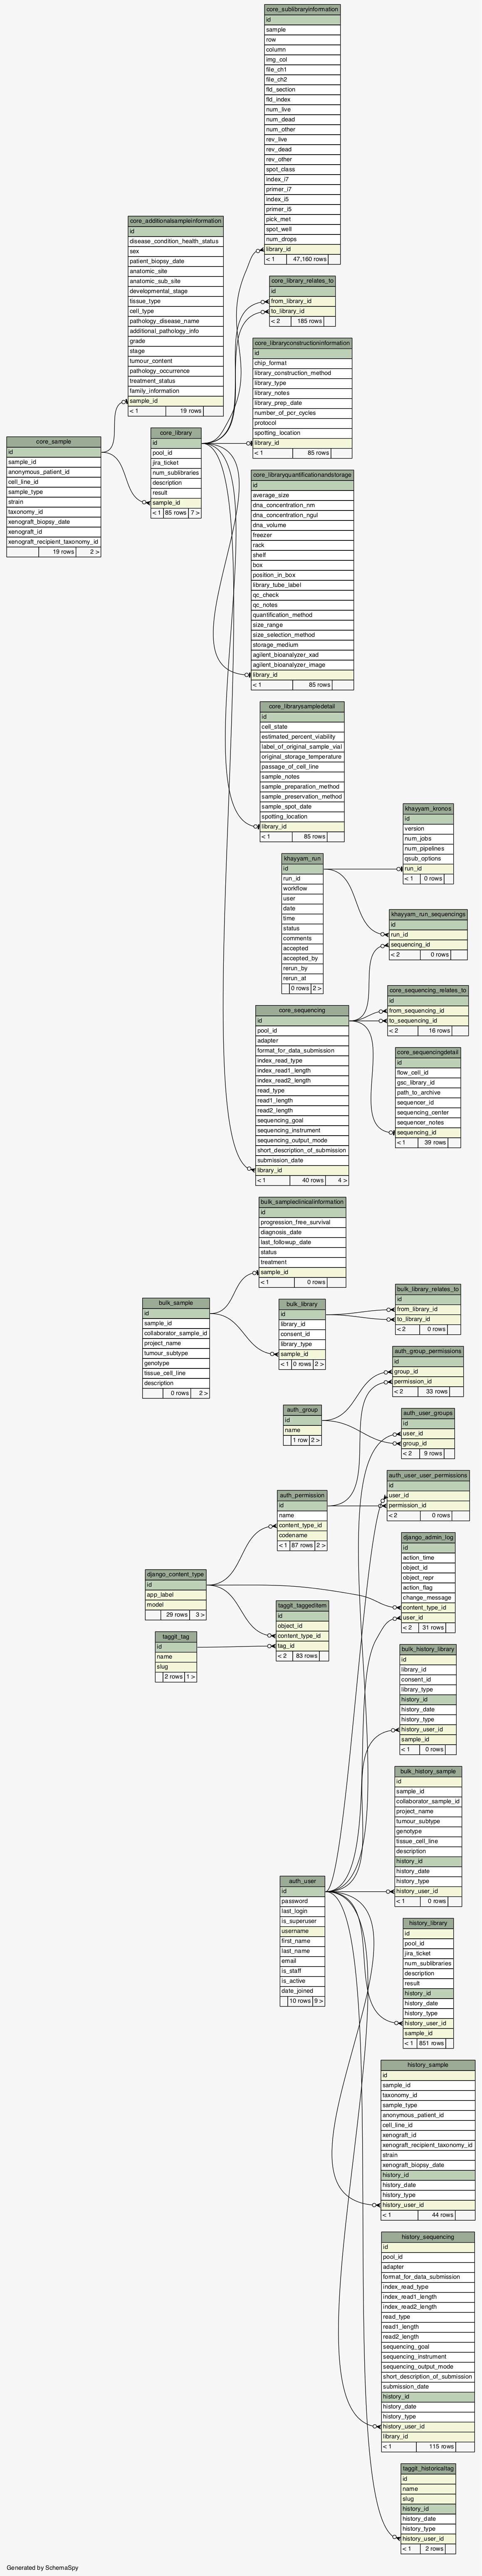 core_sublibraryinformation
id
sample
row
column
img_col
file_ch1
file_ch2
fld_section
fld_index
num_live
num_dead
num_other
rev_live
rev_dead
rev_other
spot_class
index_i7
primer_i7
index_i5
primer_i5
pick_met
spot_well
num_drops
library_id
< 1 47,160 rows
core_additionalsampleinformation
id
disease_condition_health_status
sex
patient_biopsy_date
anatomic_site
anatomic_sub_site
developmental_stage
tissue_type
cell_type
pathology_disease_name
additional_pathology_info
grade
stage
tumour_content
pathology_occurrence
treatment_status
family_information
sample_id
< 1 19 rows
core_library_relates_to
id
from_library_id
to_library_id
< 2 185 rows
core_libraryconstructioninformation
id
chip_format
library_construction_method
library_type
library_notes
library_prep_date
number_of_pcr_cycles
protocol
spotting_location
library_id
< 1 85 rows
core_library
id
pool_id
jira_ticket
num_sublibraries
description
result
sample_id
< 1 85 rows 7 >
core_sample
id
sample_id
anonymous_patient_id
cell_line_id
sample_type
strain
taxonomy_id
xenograft_biopsy_date
xenograft_id
xenograft_recipient_taxonomy_id
19 rows 2 >
core_libraryquantificationandstorage
id
average_size
dna_concentration_nm
dna_concentration_ngul
dna_volume
freezer
rack
shelf
box
position_in_box
library_tube_label
qc_check
qc_notes
quantification_method
size_range
size_selection_method
storage_medium
agilent_bioanalyzer_xad
agilent_bioanalyzer_image
library_id
< 1 85 rows
core_librarysampledetail
id
cell_state
estimated_percent_viability
label_of_original_sample_vial
original_storage_temperature
passage_of_cell_line
sample_notes
sample_preparation_method
sample_preservation_method
sample_spot_date
spotting_location
library_id
< 1 85 rows
khayyam_kronos
id
version
num_jobs
num_pipelines
qsub_options
run_id
< 1 0 rows
khayyam_run
id
run_id
workflow
user
date
time
status
comments
accepted
accepted_by
rerun_by
rerun_at
0 rows 2 >
khayyam_run_sequencings
id
run_id
sequencing_id
< 2 0 rows
core_sequencing_relates_to
id
from_sequencing_id
to_sequencing_id
< 2 16 rows
core_sequencing
id
pool_id
adapter
format_for_data_submission
index_read_type
index_read1_length
index_read2_length
read_type
read1_length
read2_length
sequencing_goal
sequencing_instrument
sequencing_output_mode
short_description_of_submission
submission_date
library_id
< 1 40 rows 4 >
core_sequencingdetail
id
flow_cell_id
gsc_library_id
path_to_archive
sequencer_id
sequencing_center
sequencer_notes
sequencing_id
< 1 39 rows
bulk_sampleclinicalinformation
id
progression_free_survival
diagnosis_date
last_followup_date
status
treatment
sample_id
< 1 0 rows
bulk_sample
id
sample_id
collaborator_sample_id
project_name
tumour_subtype
genotype
tissue_cell_line
description
0 rows 2 >
bulk_library
id
library_id
consent_id
library_type
sample_id
< 1 0 rows 2 >
bulk_library_relates_to
id
from_library_id
to_library_id
< 2 0 rows
auth_group_permissions
id
group_id
permission_id
< 2 33 rows
auth_group
id
name
1 row 2 >
auth_user_groups
id
user_id
group_id
< 2 9 rows
auth_user_user_permissions
id
user_id
permission_id
< 2 0 rows
auth_permission
id
name
content_type_id
codename
< 1 87 rows 2 >
django_admin_log
id
action_time
object_id
object_repr
action_flag
change_message
content_type_id
user_id
< 2 31 rows
django_content_type
id
app_label
model
29 rows 3 >
taggit_taggeditem
id
object_id
content_type_id
tag_id
< 2 83 rows
taggit_tag
id
name
slug
2 rows 1 >
bulk_history_library
id
library_id
consent_id
library_type
history_id
history_date
history_type
history_user_id
sample_id
< 1 0 rows
bulk_history_sample
id
sample_id
collaborator_sample_id
project_name
tumour_subtype
genotype
tissue_cell_line
description
history_id
history_date
history_type
history_user_id
< 1 0 rows
auth_user
id
password
last_login
is_superuser
username
first_name
last_name
email
is_staff
is_active
date_joined
10 rows 9 >
history_library
id
pool_id
jira_ticket
num_sublibraries
description
result
history_id
history_date
history_type
history_user_id
sample_id
< 1 851 rows
history_sample
id
sample_id
taxonomy_id
sample_type
anonymous_patient_id
cell_line_id
xenograft_id
xenograft_recipient_taxonomy_id
strain
xenograft_biopsy_date
history_id
history_date
history_type
history_user_id
< 1 44 rows
history_sequencing
id
pool_id
adapter
format_for_data_submission
index_read_type
index_read1_length
index_read2_length
read_type
read1_length
read2_length
sequencing_goal
sequencing_instrument
sequencing_output_mode
short_description_of_submission
submission_date
history_id
history_date
history_type
history_user_id
library_id
< 1 115 rows
taggit_historicaltag
id
name
slug
history_id
history_date
history_type
history_user_id
< 1 2 rows
Generated by SchemaSpy